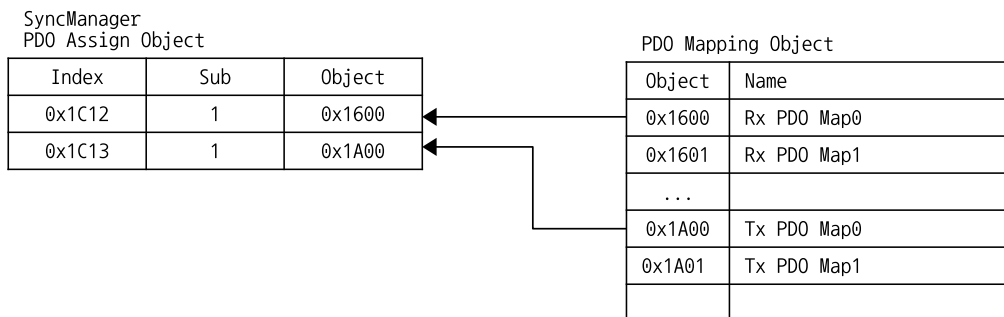 SyncManager
PDO Assign Object
Index Sub Object
0x1C12 1 0x1600
0x1C13 1 0x1A00
PDO Mapping Object
Object Name
0x1600 Rx PDO Map0
0x1601 Rx PDO Map1
...
0x1A00 Tx PDO Map0
0x1A01 Tx PDO Map1